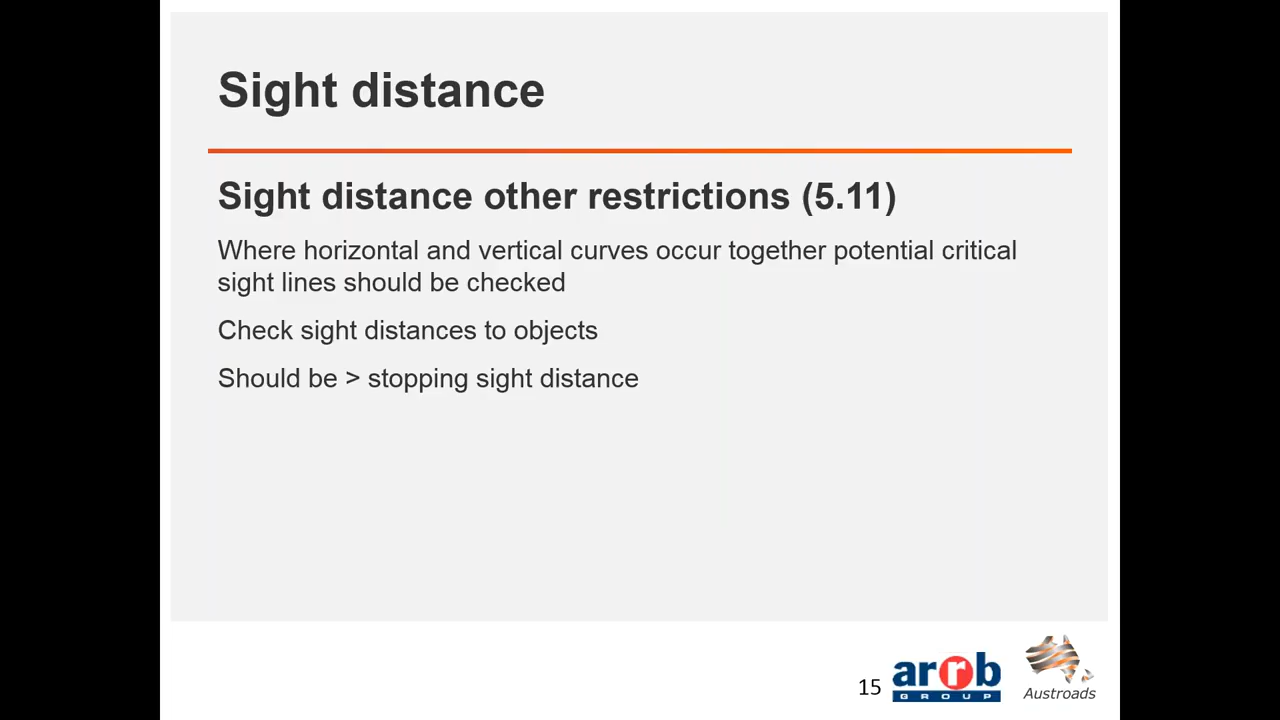 Sight distance
Sight distance other restrictions (5.11)
Where horizontal and vertical curves occur together potential critical
sight lines should be checked
Check sight distances to objects
Should be > stopping sight distance
15
arrb
GROUP
Austroads